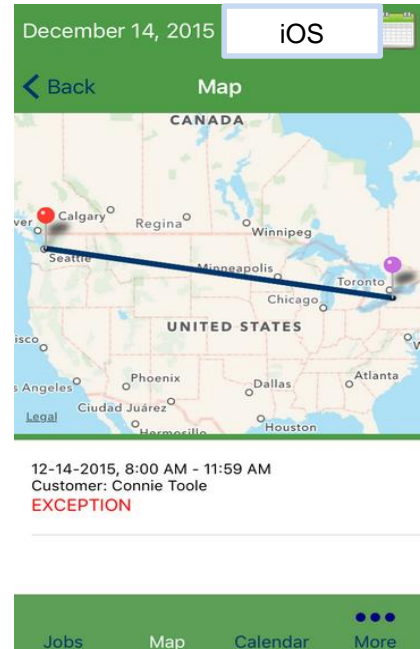 December 14, 2015
iOS
Back
Map
CANADA
Calgary
Regina
Winnipeg
Seattle
Minneapolis
Toronto
Chicago
UNITED STATES
isco
s Angeles
Phoenix
Dallas
Atlanta
Legal
Ciudad Juárez
Hermosillo
Houston
12-14-2015, 8:00 AM - 11:59 AM
Customer: Connie Toole
EXCEPTION
Jobs
Map
Calendar
More